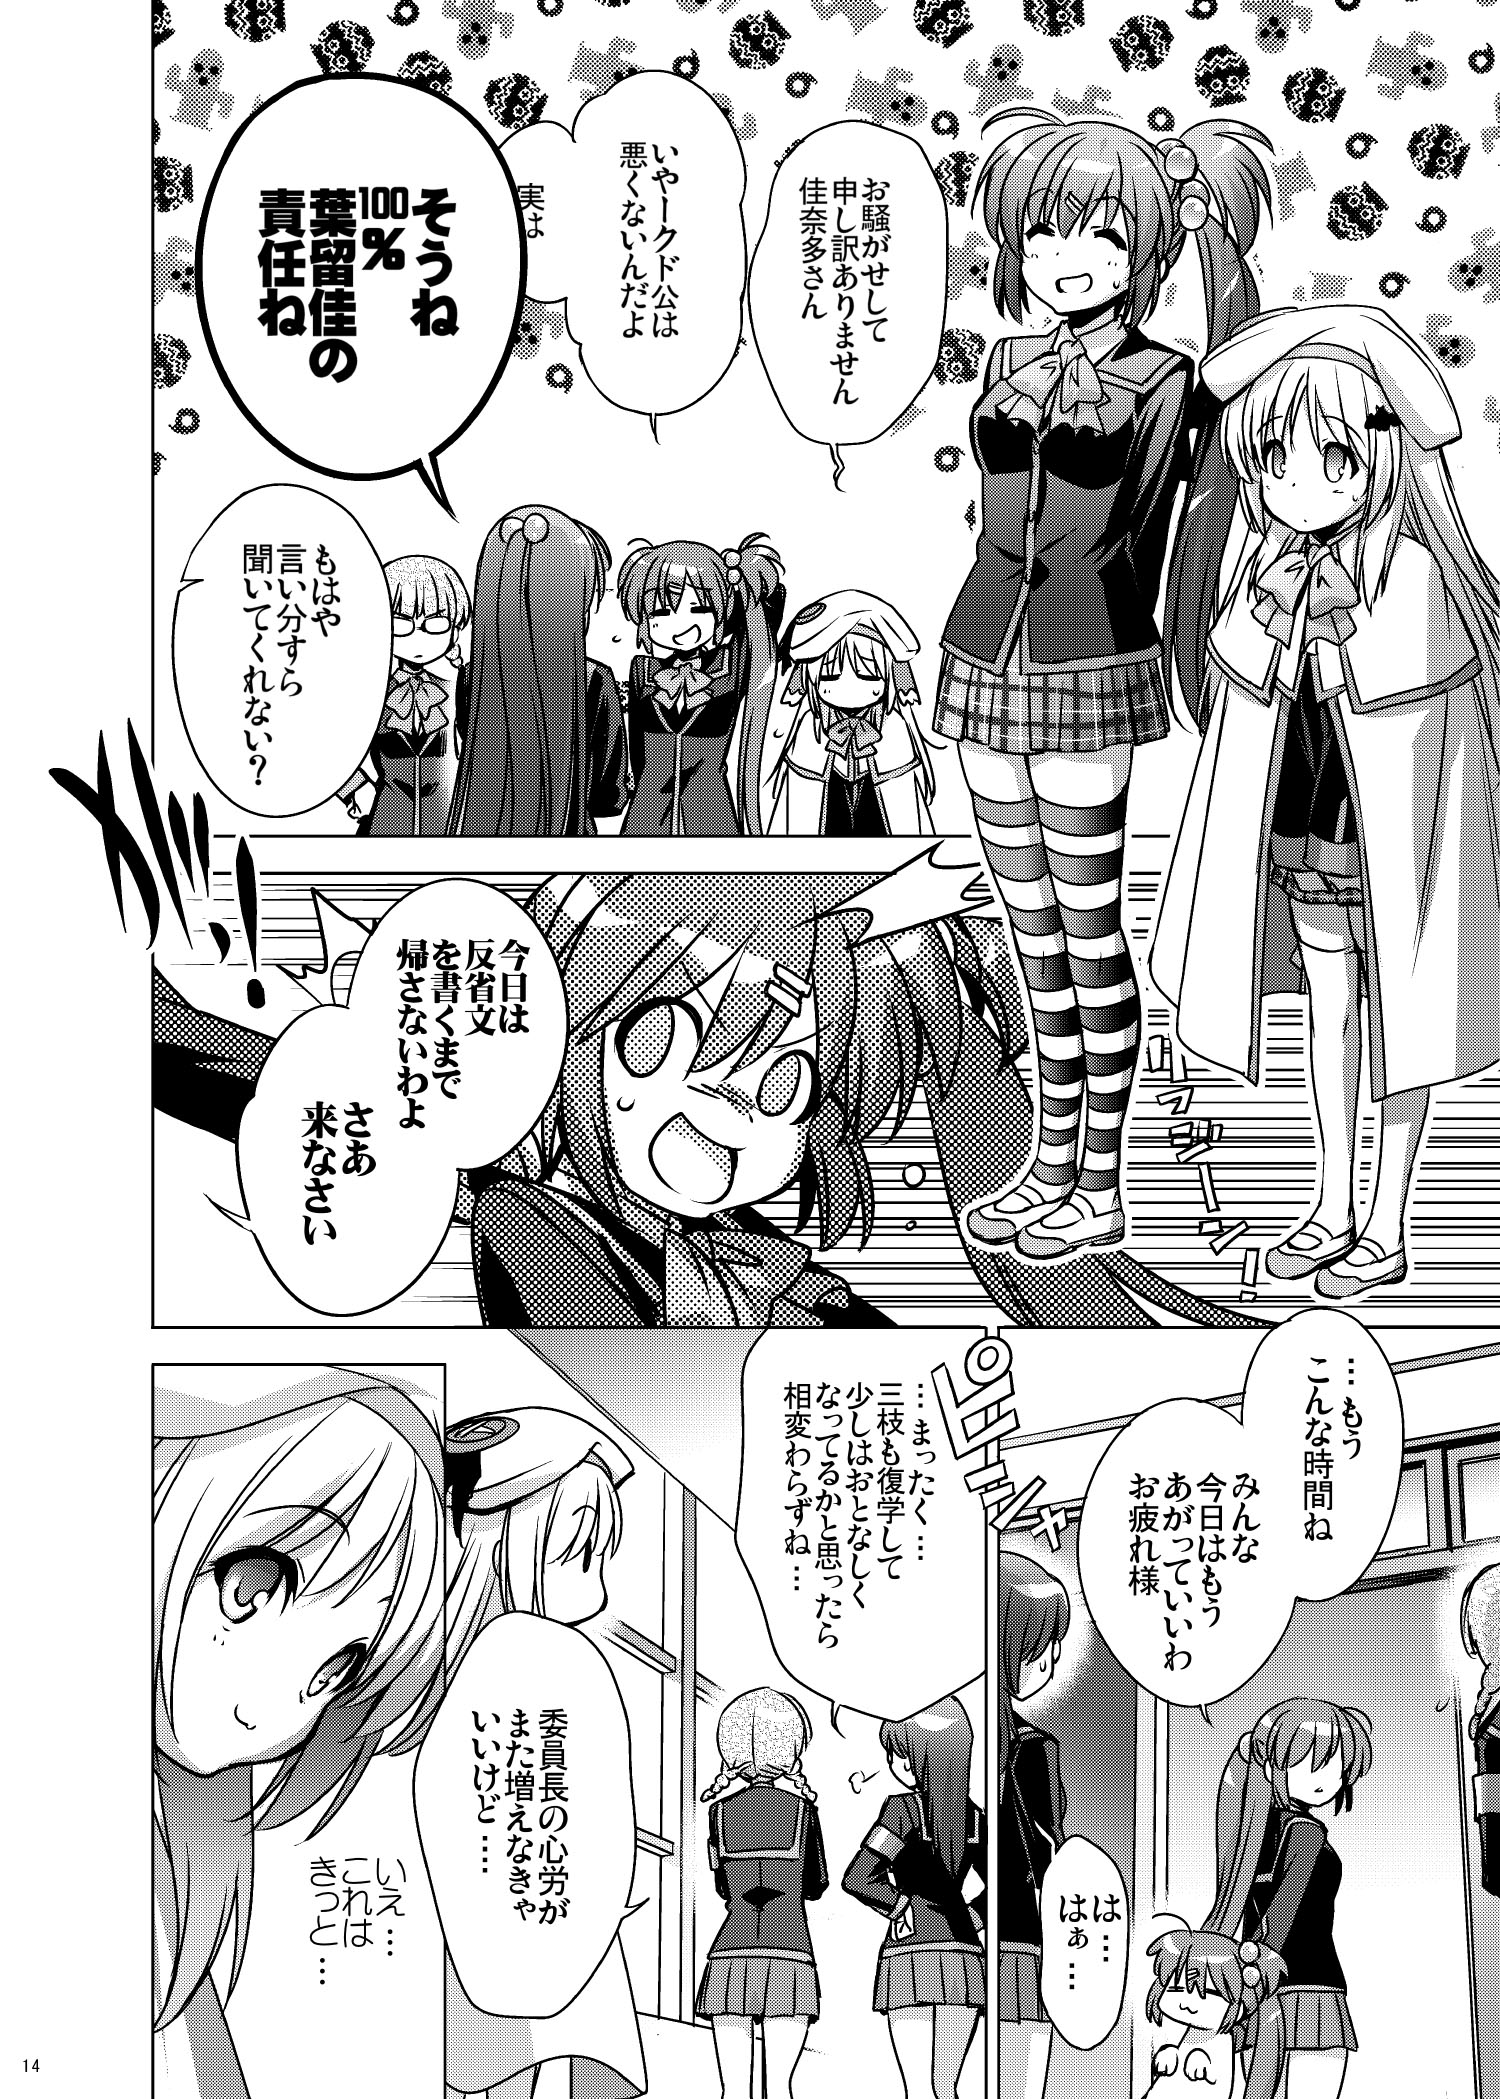 お騒がせして
申し訳ありません
佳奈多さん
いやークド公は
悪くないんだよ
実は
そうね
100%
葉留佳の
責任ね
もはや
言い分すら
聞いてくれない？
ガッ！
今日は
反省文
を書くまで
帰さないわよ
さあ
来なさい
ピシャ
…もう
こんな時間ね
みんな
今日はもう
あがっていいわ
お疲れ様
は…
はぁ…
…まったく…
三枝も復学して
少しはおとなしく
なってるかと思ったら
相変わらずね…
委員長の心労が
また増えなきゃ
いいけど…
いえ…
これは
きっと…
14